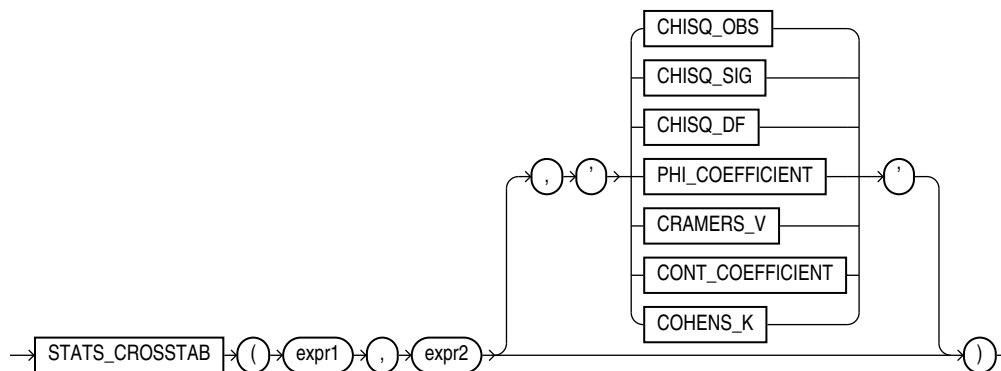 CHISQ_OBS
CHISQ_SIG
CHISQ_DF
, ' PHI_COEFFICIENT '
CRAMERS_V
CONT_COEFFICIENT
COHENS_K
STATS_CROSSTAB ( expr1 , expr2 )